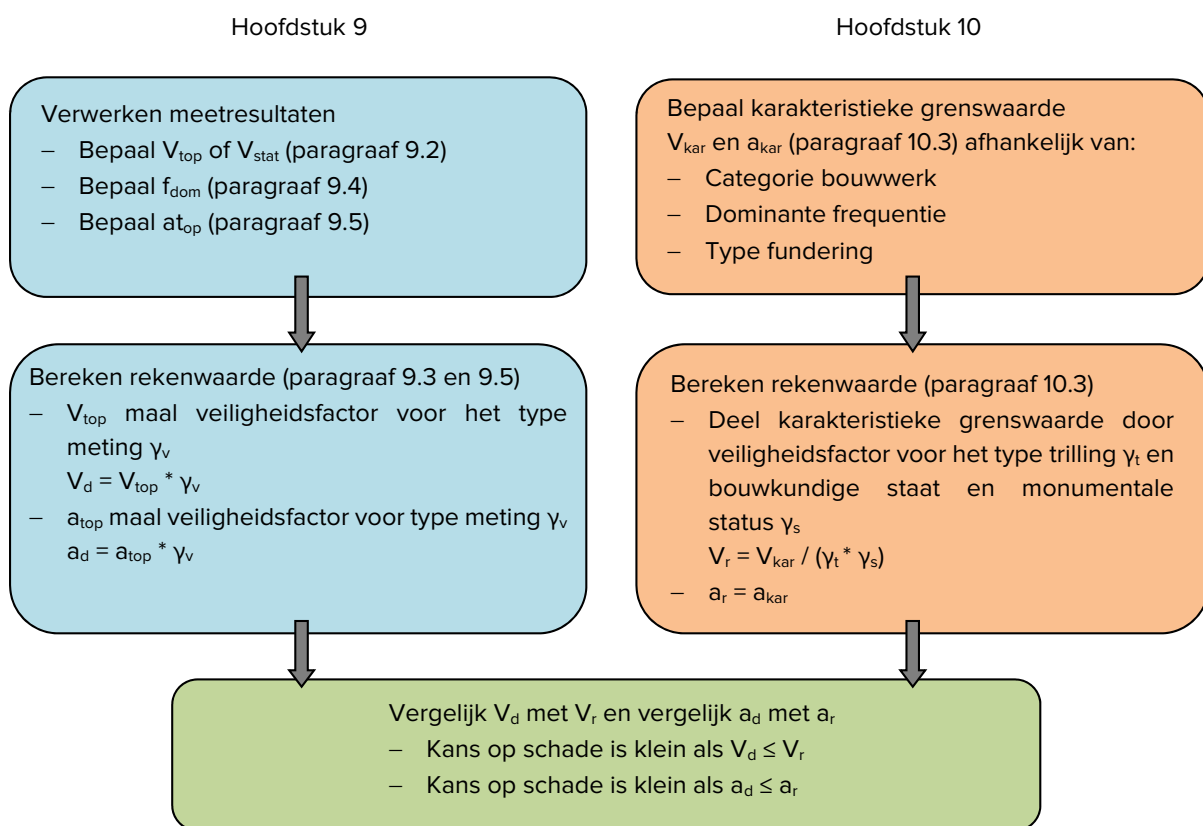 Hoofdstuk 9
Verwerken meetresultaten
– Bepaal Vtop of Vstat (paragraaf 9.2)
– Bepaal fdom (paragraaf 9.4)
– Bepaal atop (paragraaf 9.5)
Bereken rekenwaarde (paragraaf 9.3 en 9.5)
– Vtop maal veiligheidsfactor voor het type
meting γv
Vd = Vtop * γv
– atop maal veiligheidsfactor voor type meting γv
ad = atop * γv
Hoofdstuk 10
Bepaal karakteristieke grenswaarde
Vkar en akar (paragraaf 10.3) afhankelijk van:
– Categorie bouwwerk
– Dominante frequentie
– Type fundering
Bereken rekenwaarde (paragraaf 10.3)
– Deel karakteristieke grenswaarde door
veiligheidsfactor voor het type trilling γt en
bouwkundige staat en monumentale
status γs
Vr = Vkar / (γt * γs)
– ar = akar
Vergelijk Vd met Vr en vergelijk ad met ar
– Kans op schade is klein als Vd ≤ Vr
– Kans op schade is klein als ad ≤ ar